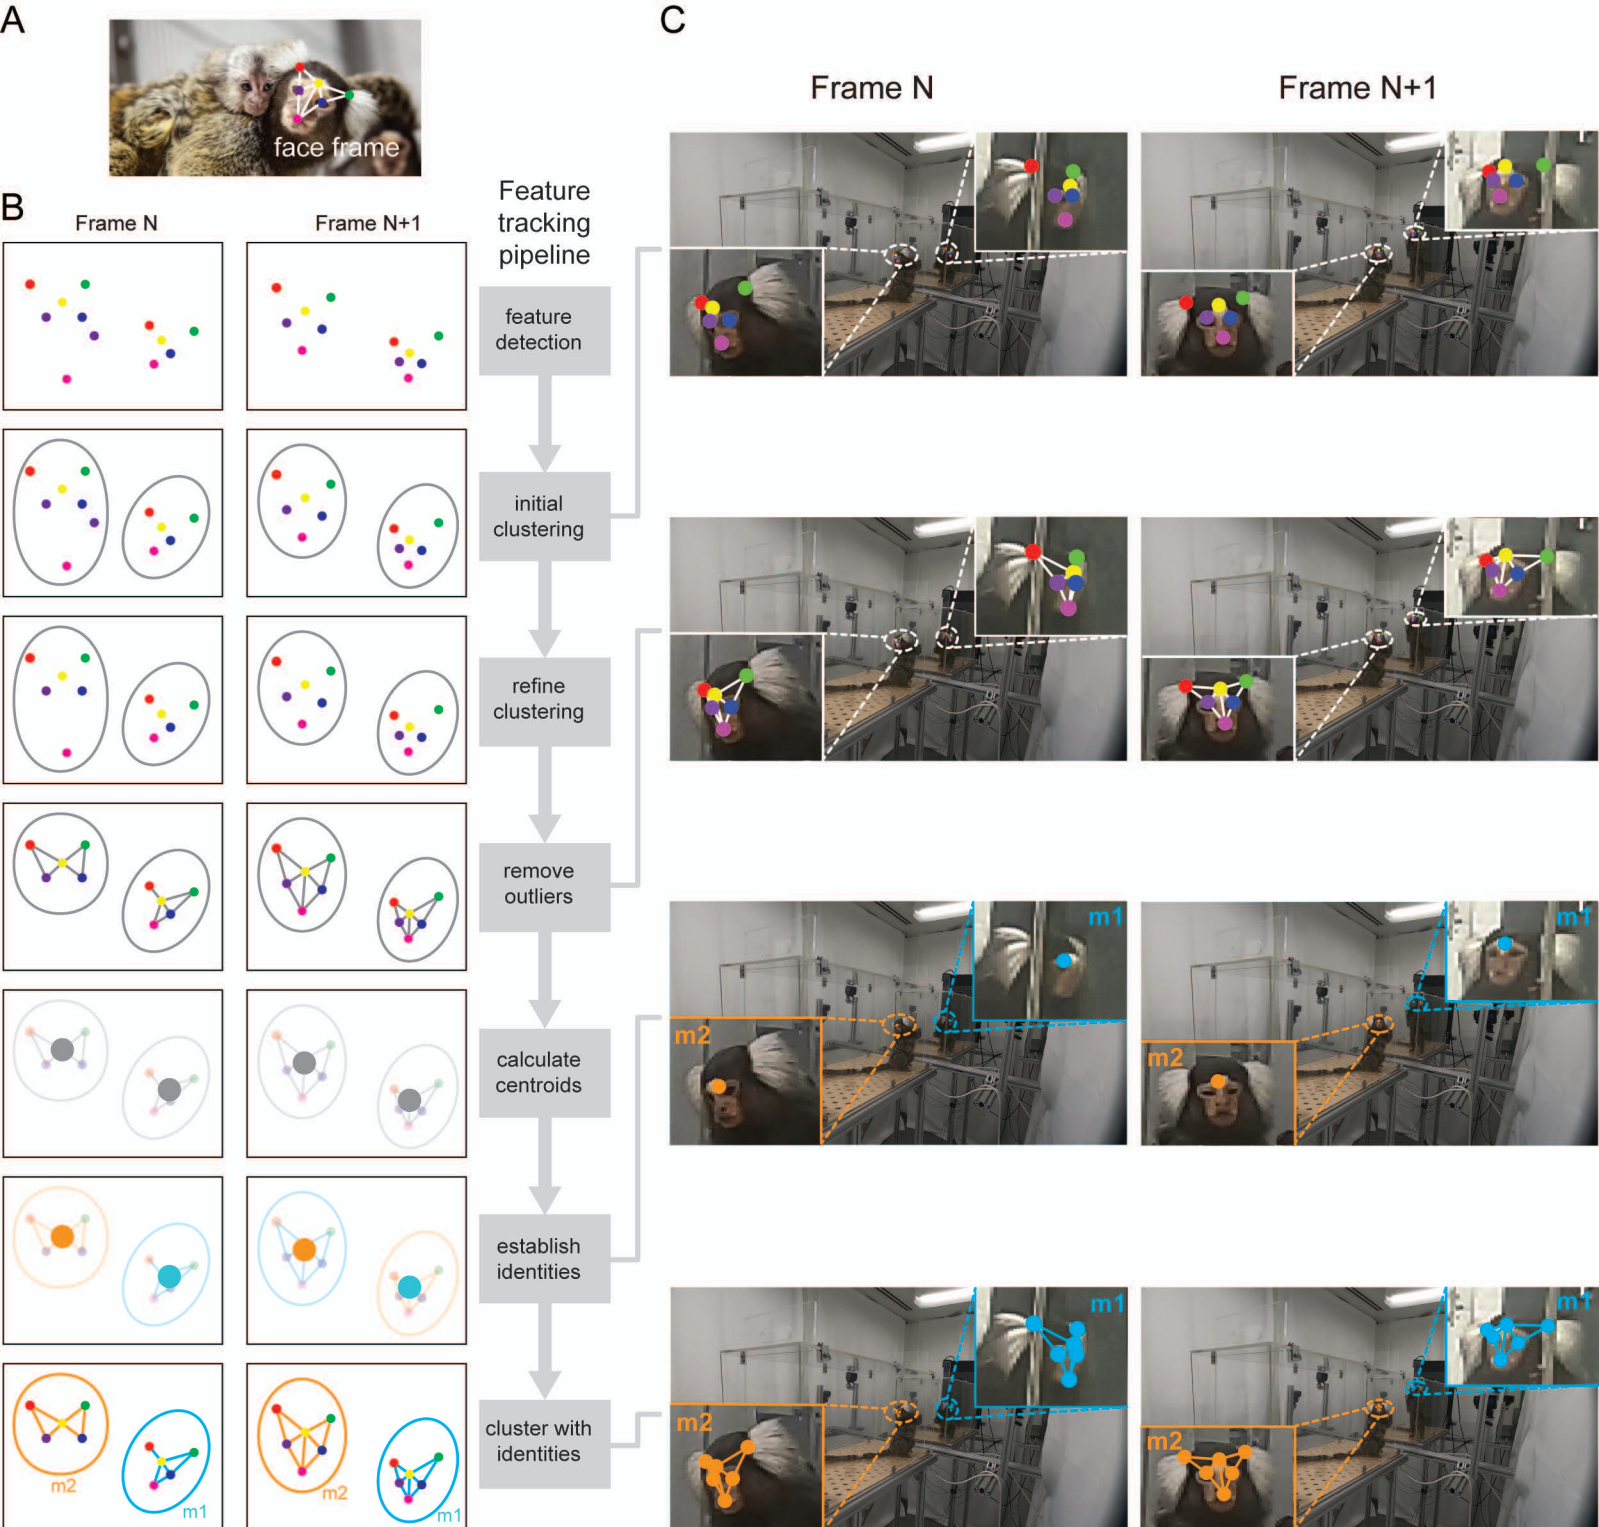 A
face frame
B
Frame N
Frame N+1
Feature
tracking
pipeline
feature
detection
initial
clustering
refine
clustering
remove
outliers
calculate
centroids
establish
identities
cluster with
identities
m2
m1
m2
m1
C
Frame N
Frame N+1
m1
m2
m1
m2
m1
m2
m1
m2